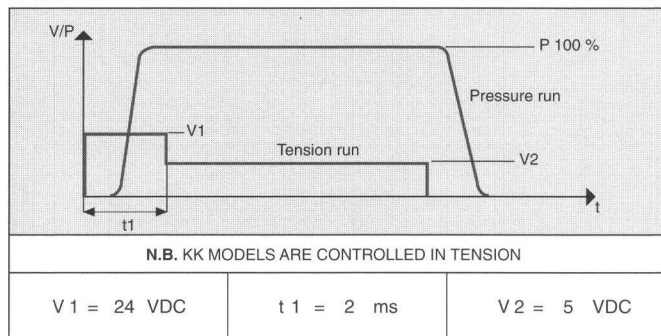 V/P
P 100 %
Pressure run
V1
Tension run
V2
t
t1
N.B. KK MODELS ARE CONTROLLED IN TENSION
V 1 = 24 VDC
t 1 = 2 ms
V 2 = 5 VDC